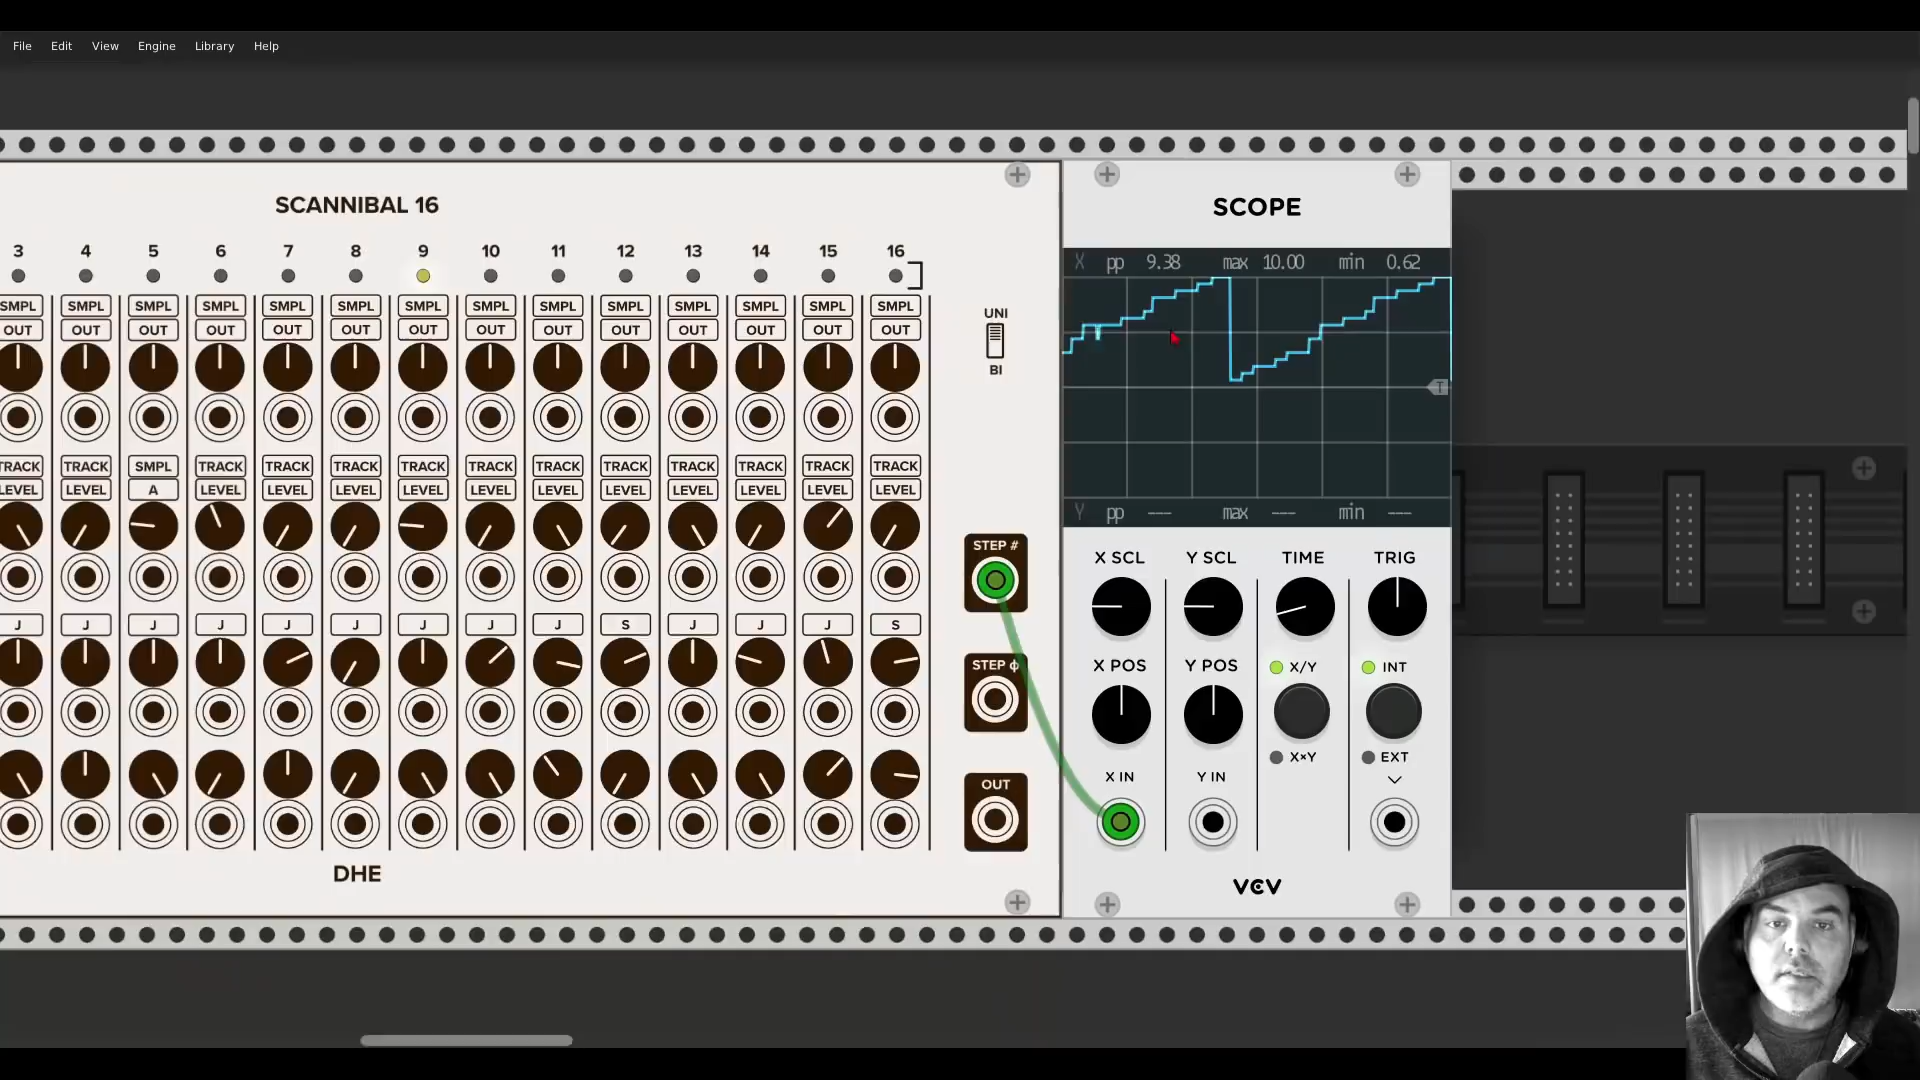 File Edit View Engine Library Help
SCANNIBAL 16
3 4 5 6 7 8 9 10 11 12 13 14 15 16
SMPL SMPL SMPL SMPL SMPL SMPL SMPL SMPL SMPL SMPL SMPL SMPL SMPL SMPL
OUT OUT OUT OUT OUT OUT OUT OUT OUT OUT OUT OUT OUT OUT
TRACK TRACK SMPL TRACK TRACK TRACK TRACK TRACK TRACK TRACK TRACK TRACK TRACK TRACK
LEVEL LEVEL A LEVEL LEVEL LEVEL LEVEL LEVEL LEVEL LEVEL LEVEL LEVEL LEVEL LEVEL
J J J J J J J J J S J J J S
DHE
UNI
BI
STEP #
STEP ϕ
OUT
SCOPE
X pp 9.38 max 10.00 min 0.62
T
Y pp --- max --- min ---
X SCL Y SCL TIME TRIG
X POS Y POS X/Y INT
X×Y EXT
X IN Y IN
VCV